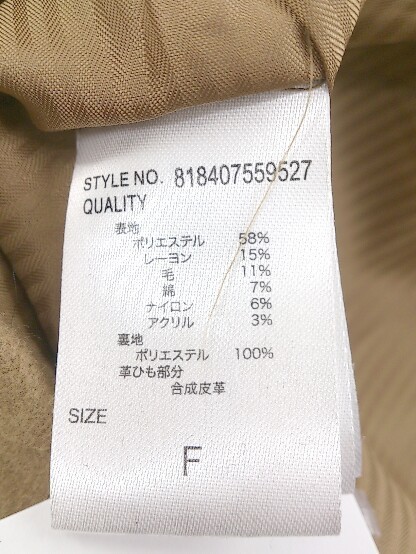 STYLE NO. 818407559527
QUALITY
表地
ポリエステル 58%
レーヨン 15%
毛 11%
綿 7%
ナイロン 6%
アクリル 3%
裏地
ポリエステル 100%
革ひも部分
合成皮革
SIZE
F